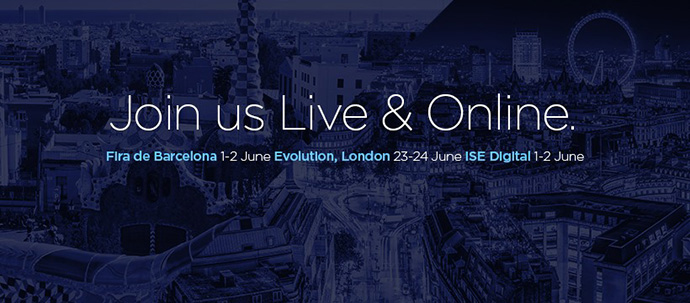 Join us Live & Online.
Fira de Barcelona 1-2 June Evolution, London 23-24 June ISE Digital 1-2 June